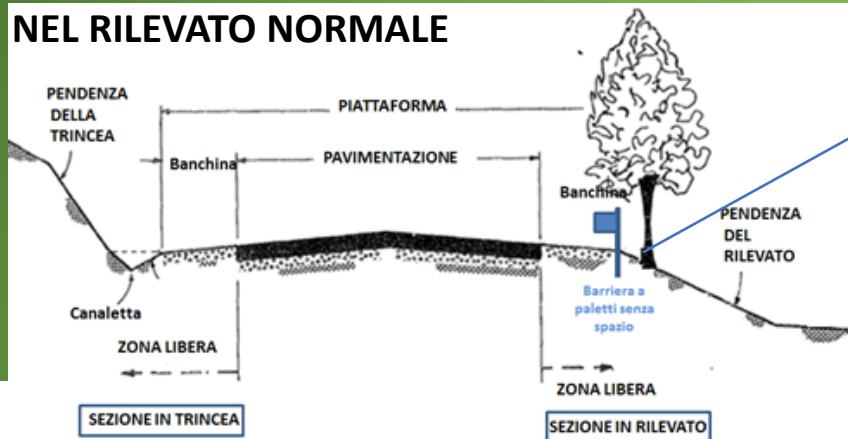 NEL RILEVATO NORMALE
PENDENZA
DELLA
TRINCEA
PIATTAFORMA
Banchina
PAVIMENTAZIONE
Banchina
PENDENZA
DEL
RILEVATO
Canaletta
Barriera a
paletti senza
spazio
ZONA LIBERA
ZONA LIBERA
SEZIONE IN TRINCEA
SEZIONE IN RILEVATO